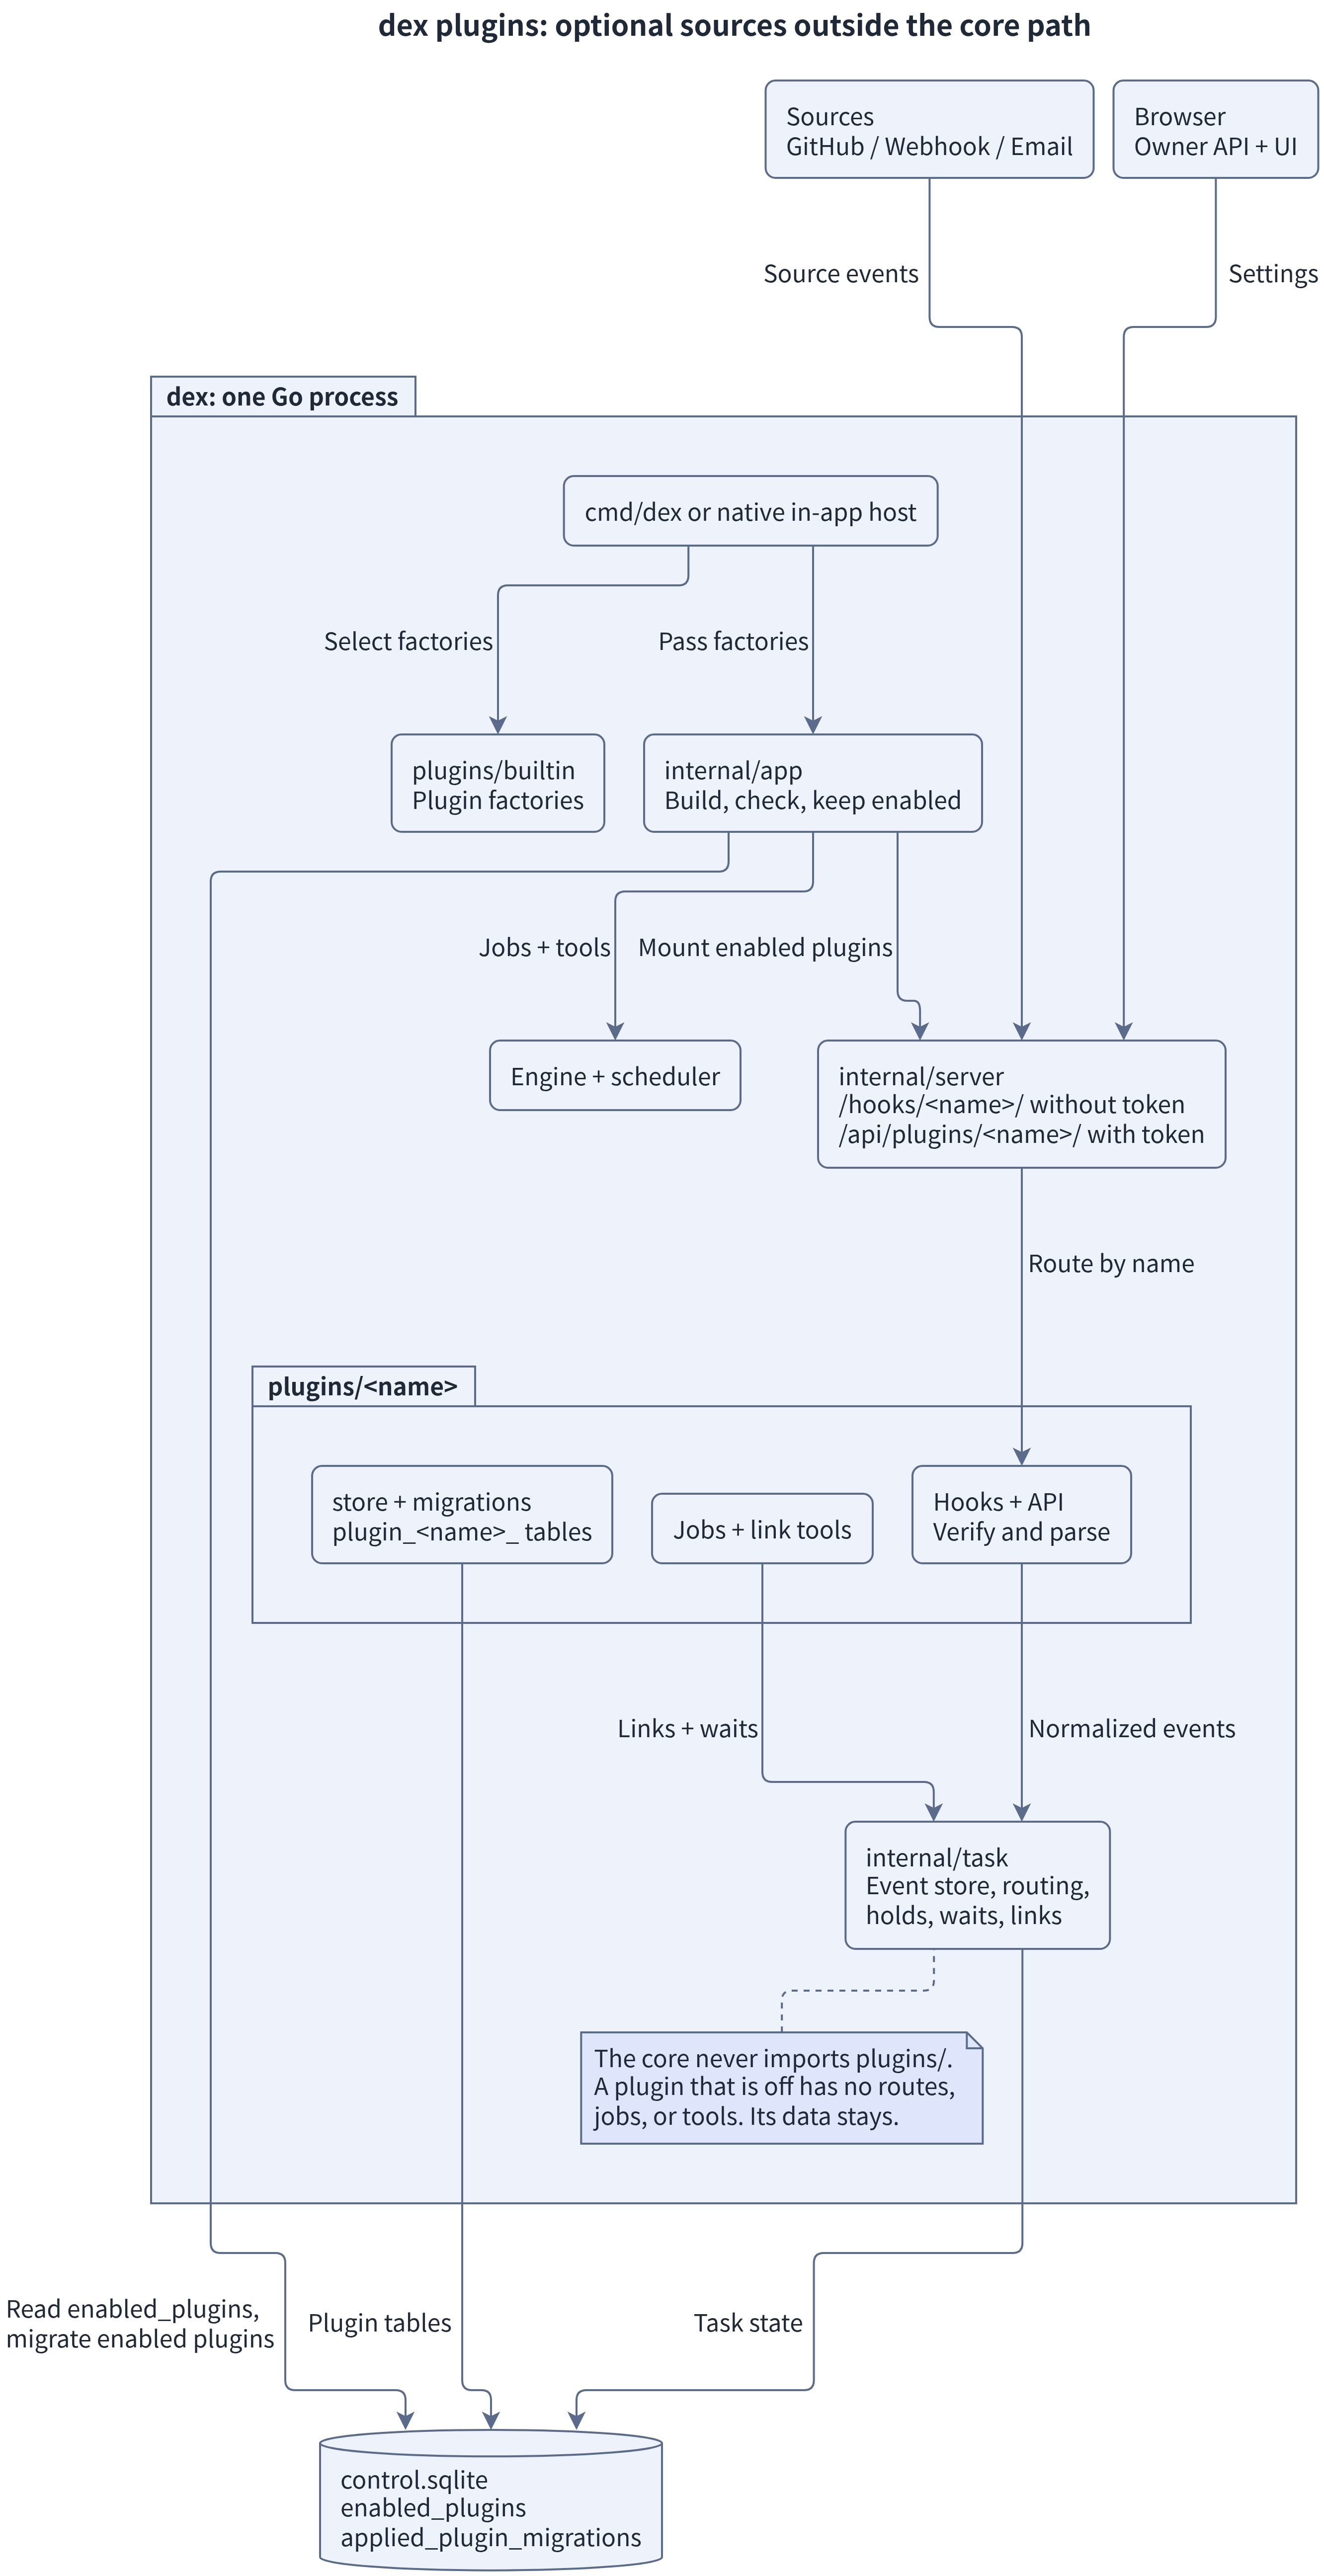 dex plugins: optional sources outside the core path
Sources
GitHub / Webhook / Email
Browser
Owner API + UI
Source events
Settings
dex: one Go process
cmd/dex or native in-app host
Select factories
Pass factories
plugins/builtin
Plugin factories
internal/app
Build, check, keep enabled
Jobs + tools
Mount enabled plugins
Engine + scheduler
internal/server
/hooks/<name>/ without token
/api/plugins/<name>/ with token
Route by name
plugins/<name>
store + migrations
plugin_<name>_ tables
Jobs + link tools
Hooks + API
Verify and parse
Links + waits
Normalized events
internal/task
Event store, routing,
holds, waits, links
The core never imports plugins/.
A plugin that is off has no routes,
jobs, or tools. Its data stays.
Read enabled_plugins,
migrate enabled plugins
Plugin tables
Task state
control.sqlite
enabled_plugins
applied_plugin_migrations